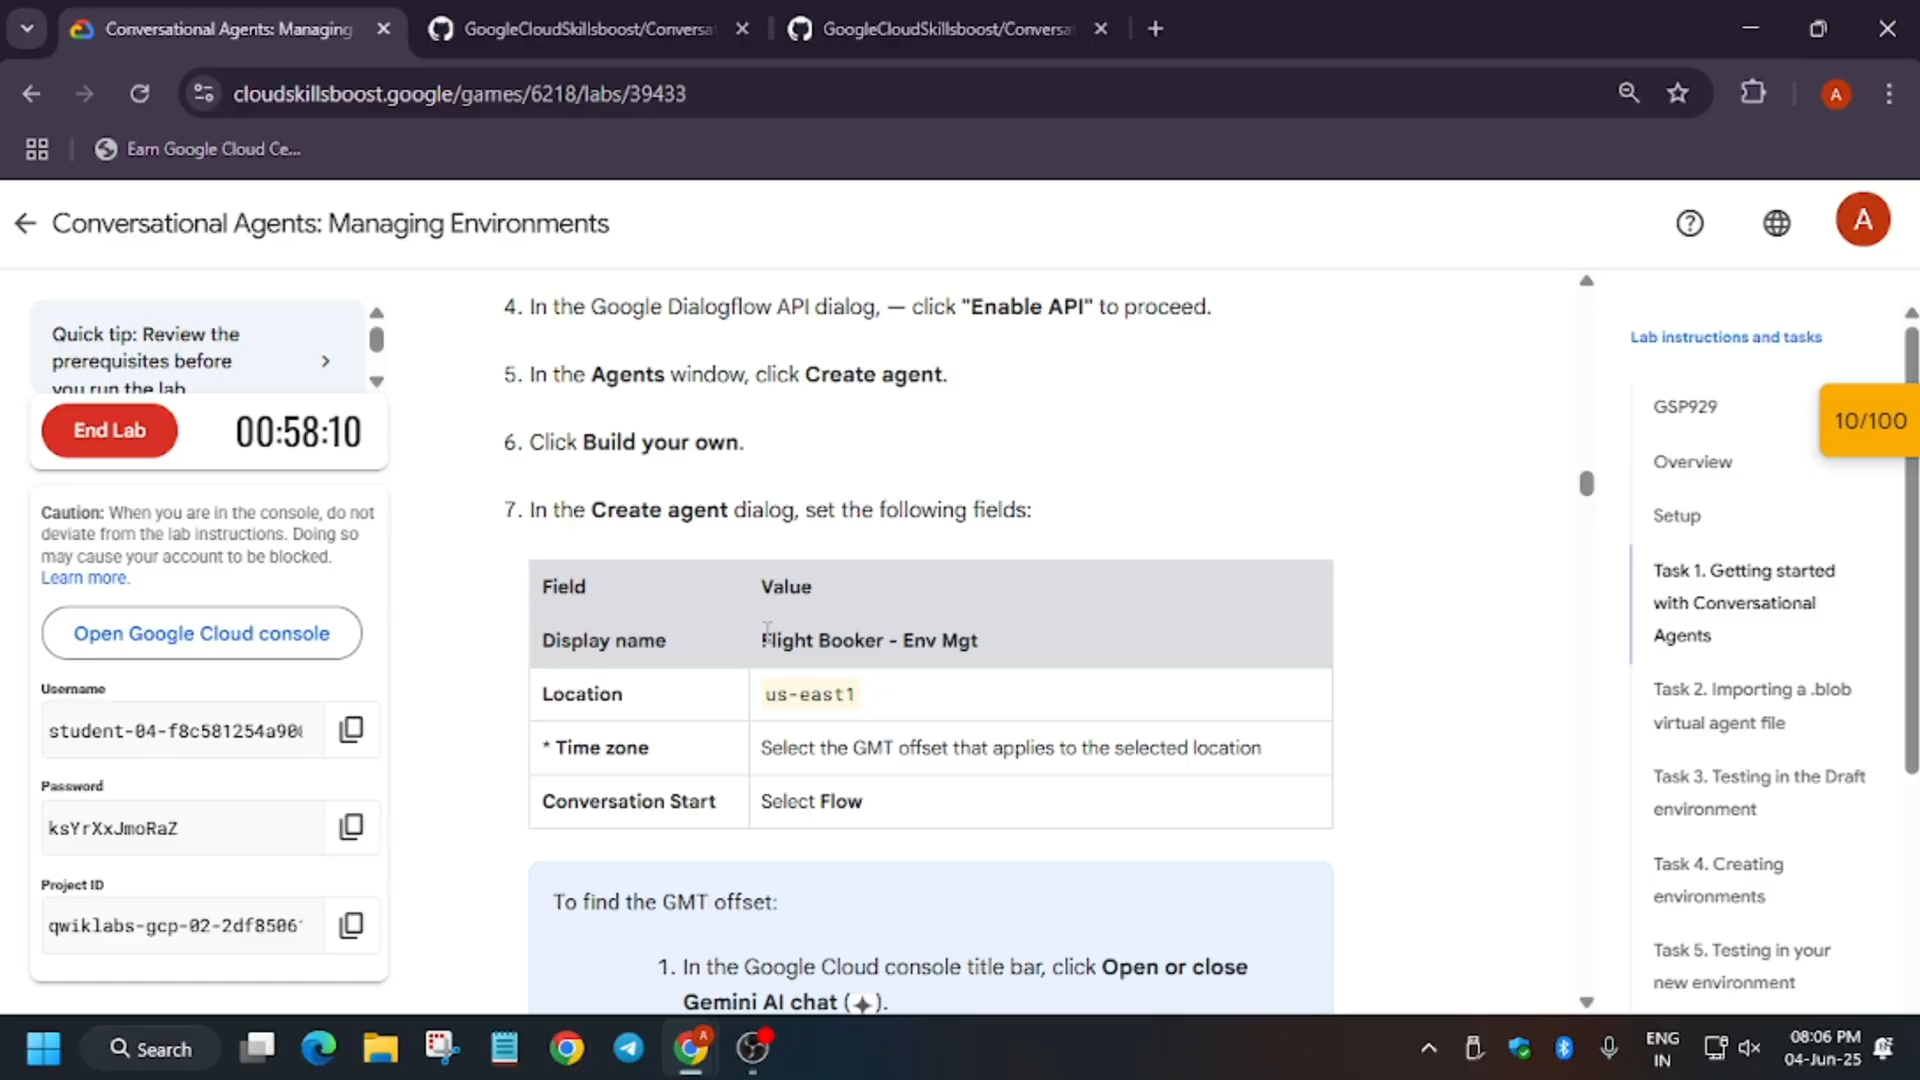 Conversational Agents: Managing
GoogleCloudSkillsboost/Conversat
GoogleCloudSkillsboost/Conversa
cloudskillsboost.google/games/6218/labs/39433
A
Earn Google Cloud Ce...
Conversational Agents: Managing Environments
A
Quick tip: Review the
prerequisites before
you run the lab
End Lab
00:58:10
Caution: When you are in the console, do not
deviate from the lab instructions. Doing so
may cause your account to be blocked.
Learn more.
Open Google Cloud console
Username
student-04-f8c581254a90
Password
ksYrXxJmoRaZ
Project ID
qwiklabs-gcp-02-2df8506
4. In the Google Dialogflow API dialog, — click "Enable API" to proceed.
5. In the Agents window, click Create agent.
6. Click Build your own.
7. In the Create agent dialog, set the following fields:
Field Value
Display name Flight Booker - Env Mgt
Location us-east1
* Time zone Select the GMT offset that applies to the selected location
Conversation Start Select Flow
To find the GMT offset:
1. In the Google Cloud console title bar, click Open or close
Gemini AI chat ( ).
Lab instructions and tasks
GSP929
10/100
Overview
Setup
Task 1. Getting started
with Conversational
Agents
Task 2. Importing a .blob
virtual agent file
Task 3. Testing in the Draft
environment
Task 4. Creating
environments
Task 5. Testing in your
new environment
Search
A
ENG
IN
08:06 PM
04-Jun-25